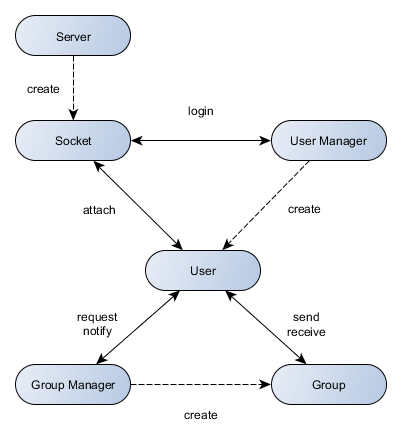 Server
create
login
Socket
User Manager
attach
create
User
request
notify
send
receive
Group Manager
Group
create